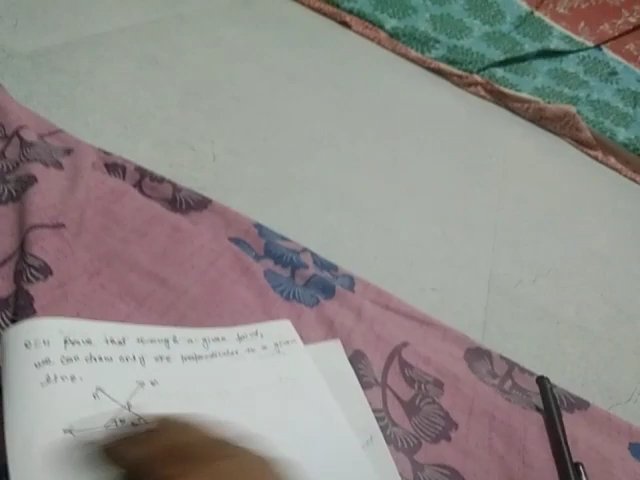 Prove that through a given point,
we can draw only one perpendicular to a given
line.